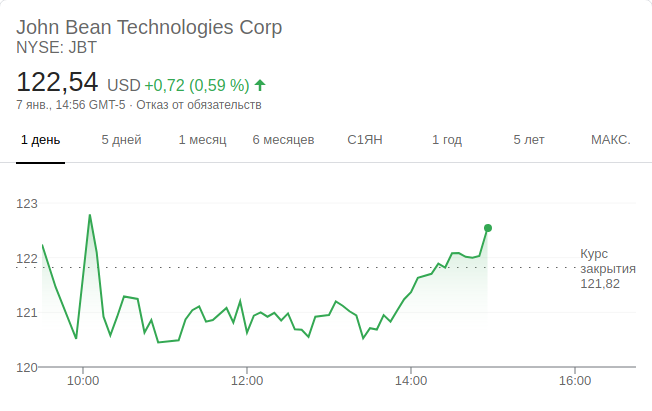 John Bean Technologies Corp
NYSE: JBT
122,54 USD +0,72 (0,59 %)
7 янв., 14:56 GMT-5 · Отказ от обязательств
1 день 5 дней 1 месяц 6 месяцев С1ЯН 1 год 5 лет МАКС.
123
122
121
120
Курс
закрытия
121,82
10:00 12:00 14:00 16:00